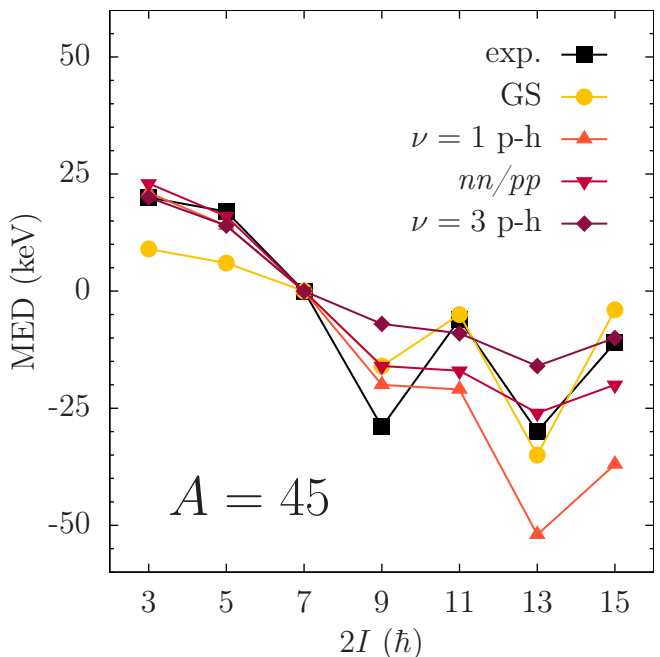 exp.
GS
ν = 1 p-h
nn/pp
ν = 3 p-h
50
25
0
-25
-50
MED (keV)
A = 45
3 5 7 9 11 13 15
2I (ħ)